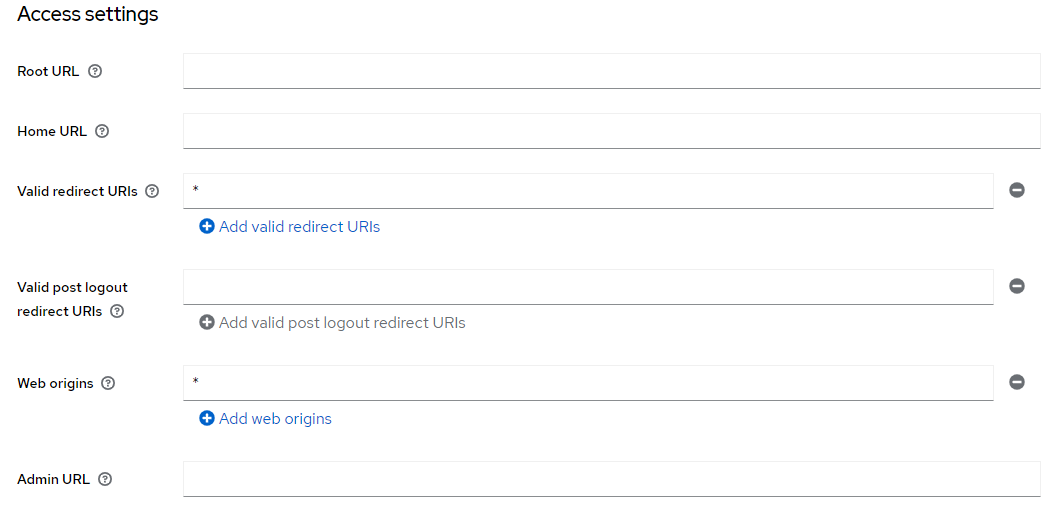 Access settings
Root URL
Home URL
Valid redirect URIs *
Add valid redirect URIs
Valid post logout
redirect URIs
Add valid post logout redirect URIs
Web origins *
Add web origins
Admin URL